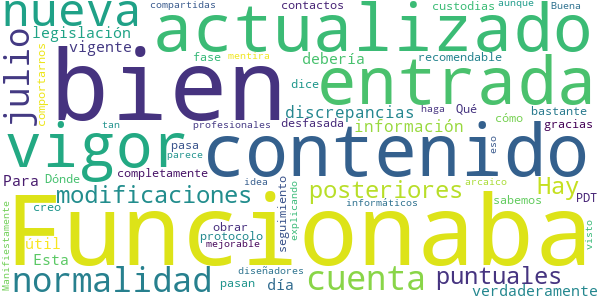 nueva
compartidas
contactos
custodias
aunque
Buena
actualizado
legislación
vigente
fase
mentira
debería
recomendable
julio
comportarnos
bien
dice
entrada
discrepancias
haga
Qué
cómo
bastante
tan
profesionales
desfasada
información
gracias
vigor
pasa
parece
contenido
eso
Para
Dónde
completamente
idea
arcaico
Hay
modificaciones
seguimiento
explicando
posteriores
PDT
Manifiestamente
creo
informáticos
sabemos
Funcionaba
útil
obrar
protocolo
visto
Esta
mejorable
normalidad
diseñadores
pasan
día
cuenta
puntuales
verdaderamente